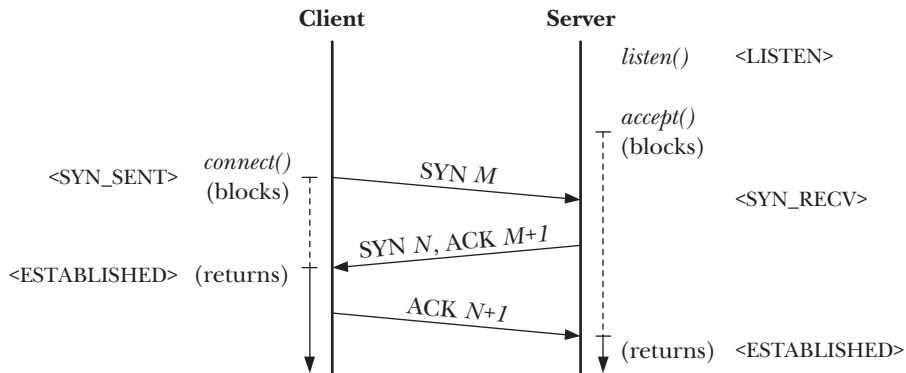 Client Server
listen() <LISTEN>
accept()
(blocks)
connect()
<SYN_SENT>
(blocks)
SYN M
<SYN_RECV>
SYN N, ACK M+1
<ESTABLISHED> (returns)
ACK N+1
(returns) <ESTABLISHED>